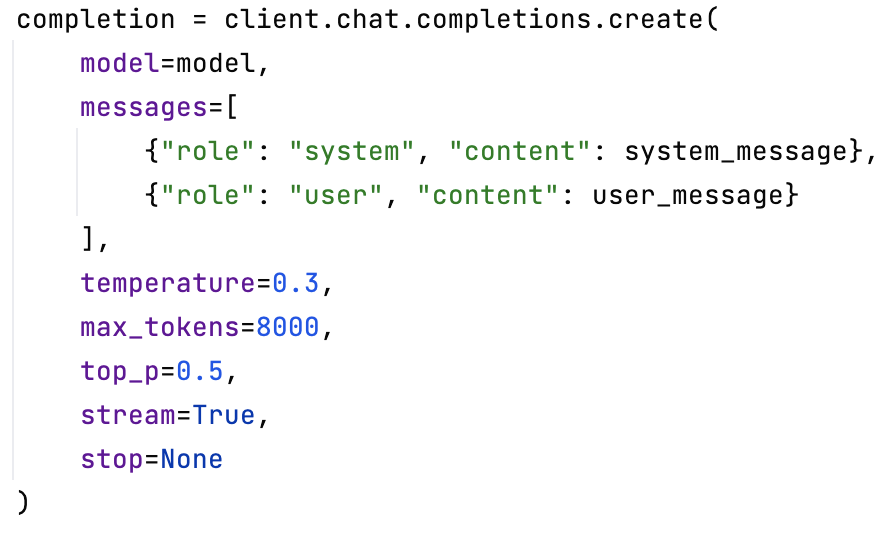 completion = client.chat.completions.create(
    model=model,
    messages=[
        {"role": "system", "content": system_message},
        {"role": "user", "content": user_message}
    ],
    temperature=0.3,
    max_tokens=8000,
    top_p=0.5,
    stream=True,
    stop=None
)